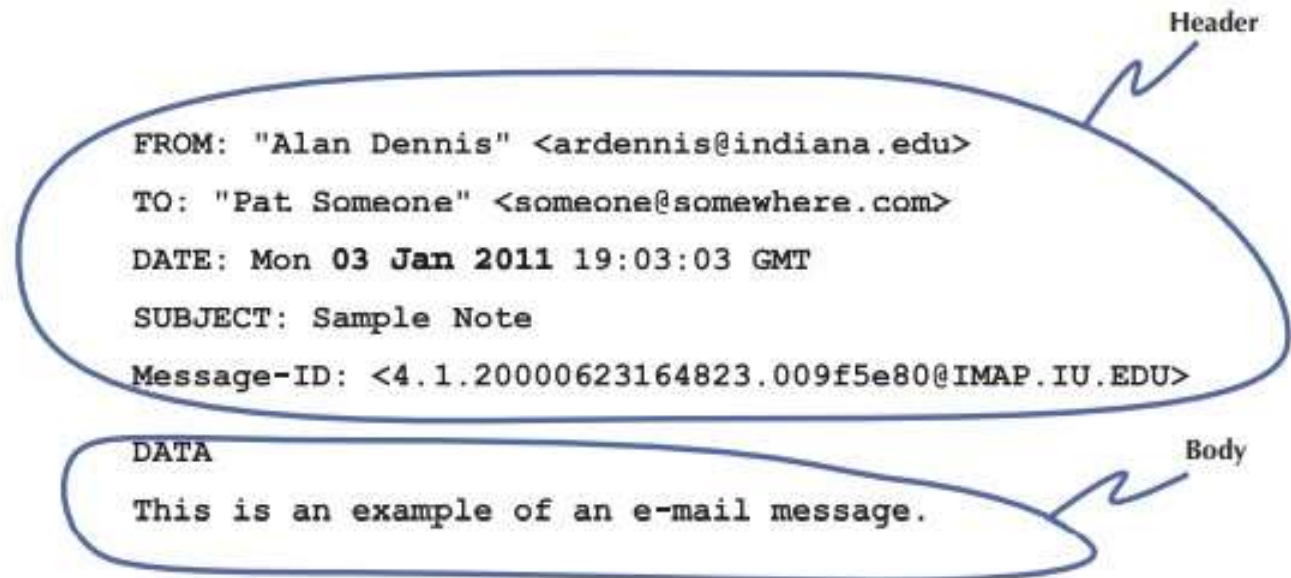 Header
FROM: "Alan Dennis" <ardennis@indiana.edu>
TO: "Pat Someone" <someone@somewhere.com>
DATE: Mon 03 Jan 2011 19:03:03 GMT
SUBJECT: Sample Note
Message-ID: <4.1.20000623164823.009f5e80@IMAP.IU.EDU>
DATA
Body
This is an example of an e-mail message.